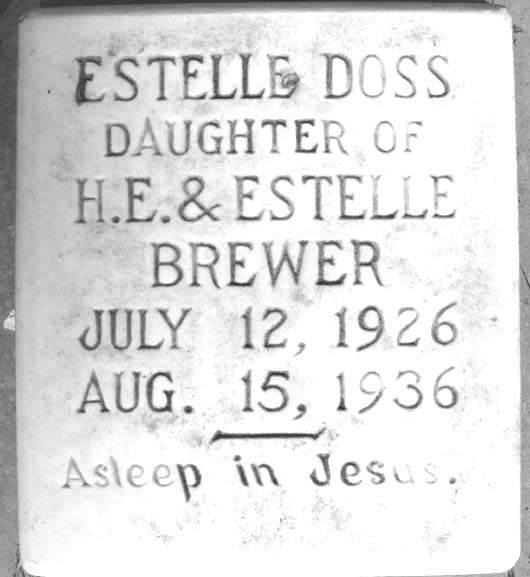 ESTELLE DOSS
DAUGHTER OF
H.E. & ESTELLE
BREWER
JULY 12, 1926
AUG. 15, 1936
Asleep in Jesus.